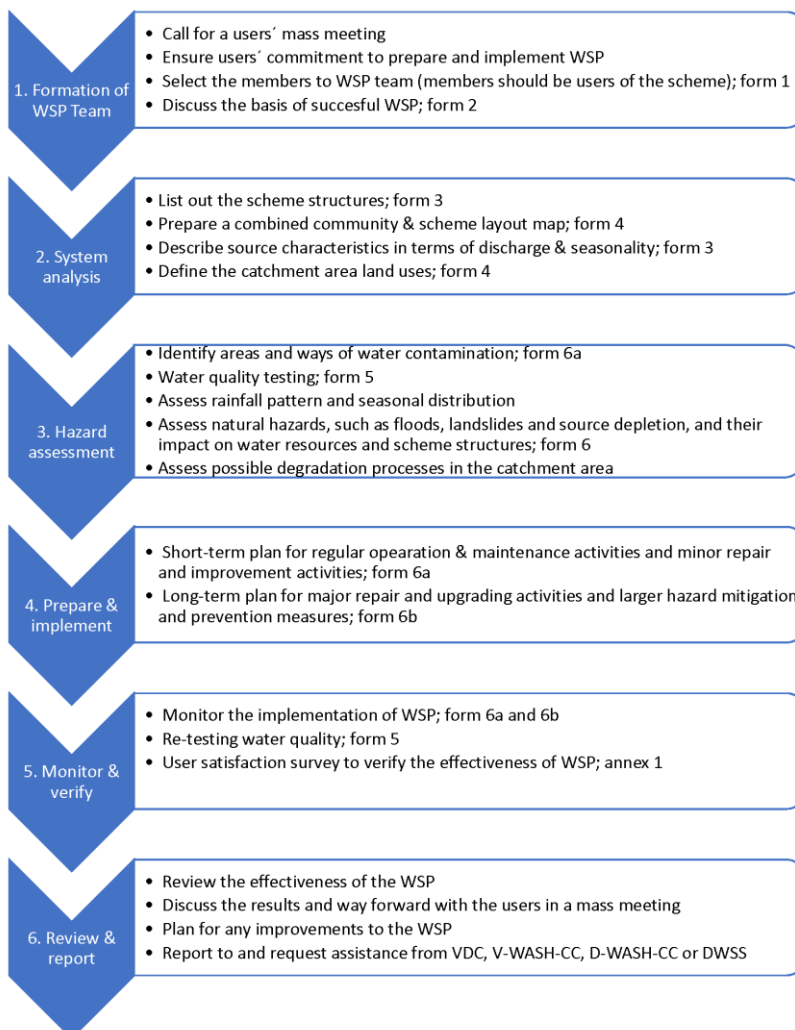 1. Formation of
WSP Team
• Call for a users´ mass meeting
• Ensure users´ commitment to prepare and implement WSP
• Select the members to WSP team (members should be users of the scheme); form 1
• Discuss the basis of succesful WSP; form 2
2. System
analysis
• List out the scheme structures; form 3
• Prepare a combined community & scheme layout map; form 4
• Describe source characteristics in terms of discharge & seasonality; form 3
• Define the catchment area land uses; form 4
3. Hazard
assessment
• Identify areas and ways of water contamination; form 6a
• Water quality testing; form 5
• Assess rainfall pattern and seasonal distribution
• Assess natural hazards, such as floods, landslides and source depletion, and their
impact on water resources and scheme structures; form 6
• Assess possible degradation processes in the catchment area
4. Prepare &
implement
• Short-term plan for regular opearation & maintenance activities and minor repair
and improvement activities; form 6a
• Long-term plan for major repair and upgrading activities and larger hazard mitigation
and prevention measures; form 6b
5. Monitor &
verify
• Monitor the implementation of WSP; form 6a and 6b
• Re-testing water quality; form 5
• User satisfaction survey to verify the effectiveness of WSP; annex 1
6. Review &
report
• Review the effectiveness of the WSP
• Discuss the results and way forward with the users in a mass meeting
• Plan for any improvements to the WSP
• Report to and request assistance from VDC, V-WASH-CC, D-WASH-CC or DWSS